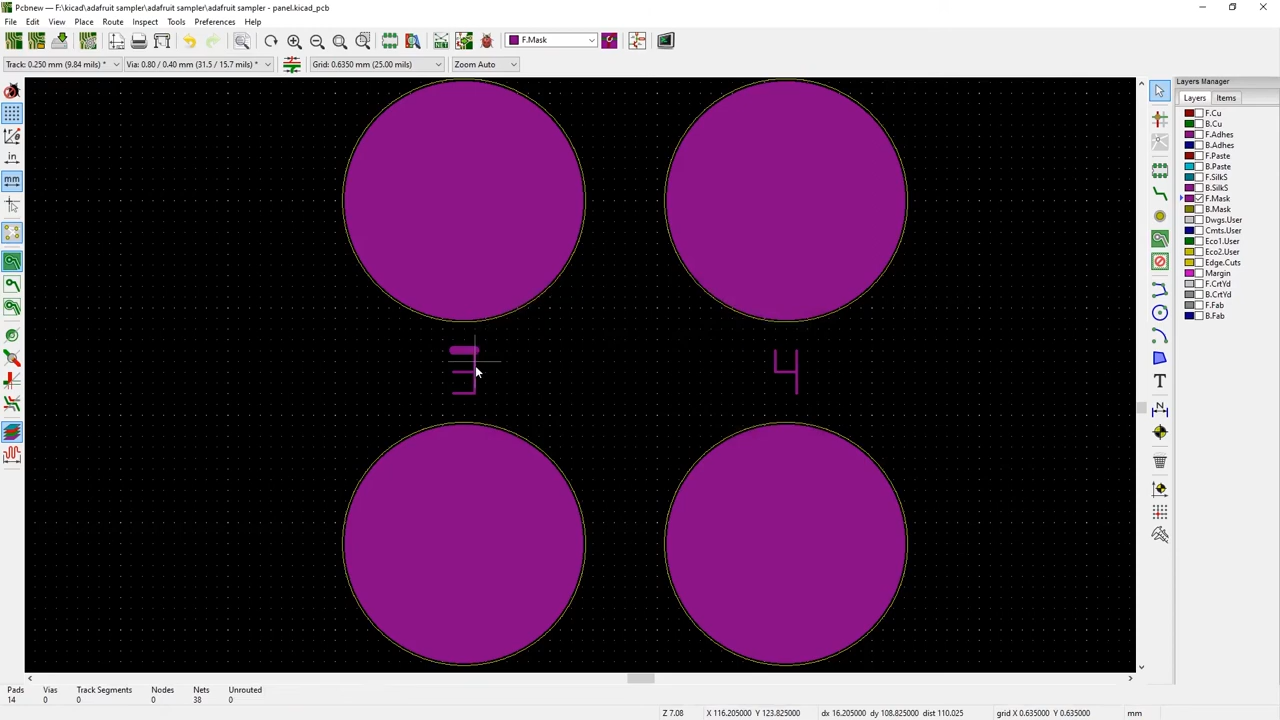 Pcbnew — F:\kicad\adafruit sampler\adafruit sampler\adafruit sampler - panel.kicad_pcb
File Edit View Place Route Inspect Tools Preferences Help
F.Mask
Track: 0.250 mm (9.84 mils) * Via: 0.80 / 0.40 mm (31.5 / 15.7 mils) * Grid: 0.6350 mm (25.00 mils) Zoom Auto
Layers Manager
Layers Items
F.Cu
B.Cu
F.Adhes
B.Adhes
F.Paste
B.Paste
F.SilkS
B.SilkS
F.Mask
B.Mask
Dwgs.User
Cmts.User
Eco1.User
Eco2.User
Edge.Cuts
Margin
F.CrtYd
B.CrtYd
F.Fab
B.Fab
in
mm
3 4
Pads Vias Track Segments Nodes Nets Unrouted
14 0 0 0 38 0
Z 7.08 X 116.205000 Y 123.825000 dx 16.205000 dy 108.825000 dist 110.025 grid X 0.635000 Y 0.635000 mm